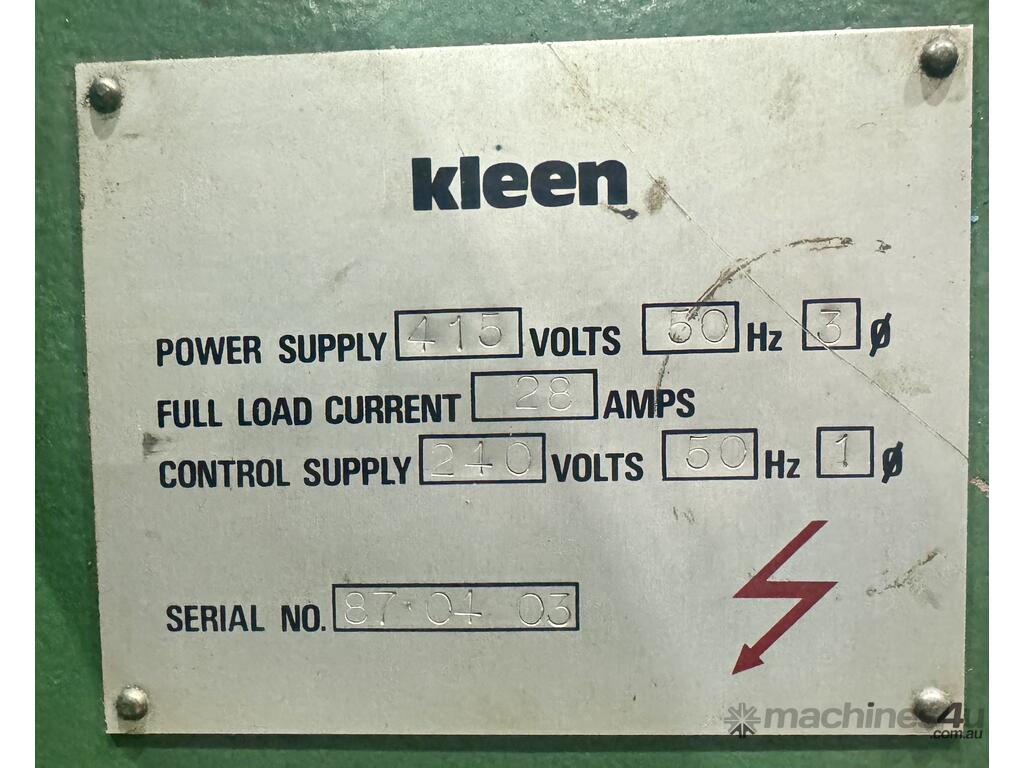 kleen
POWER SUPPLY 415 VOLTS 50 Hz 3 ø
FULL LOAD CURRENT 28 AMPS
CONTROL SUPPLY 240 VOLTS 50 Hz 1 ø
SERIAL NO. 87 04 03
machines4u
.com.au